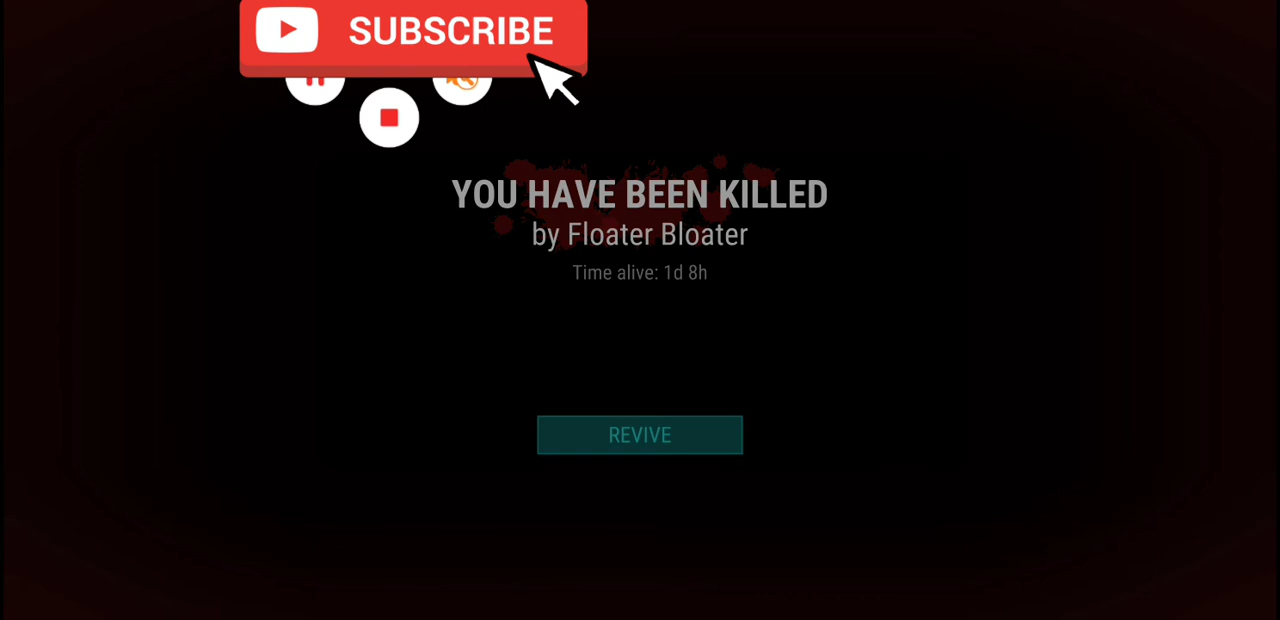 SUBSCRIBE
YOU HAVE BEEN KILLED
by Floater Bloater
Time alive: 1d 8h
REVIVE